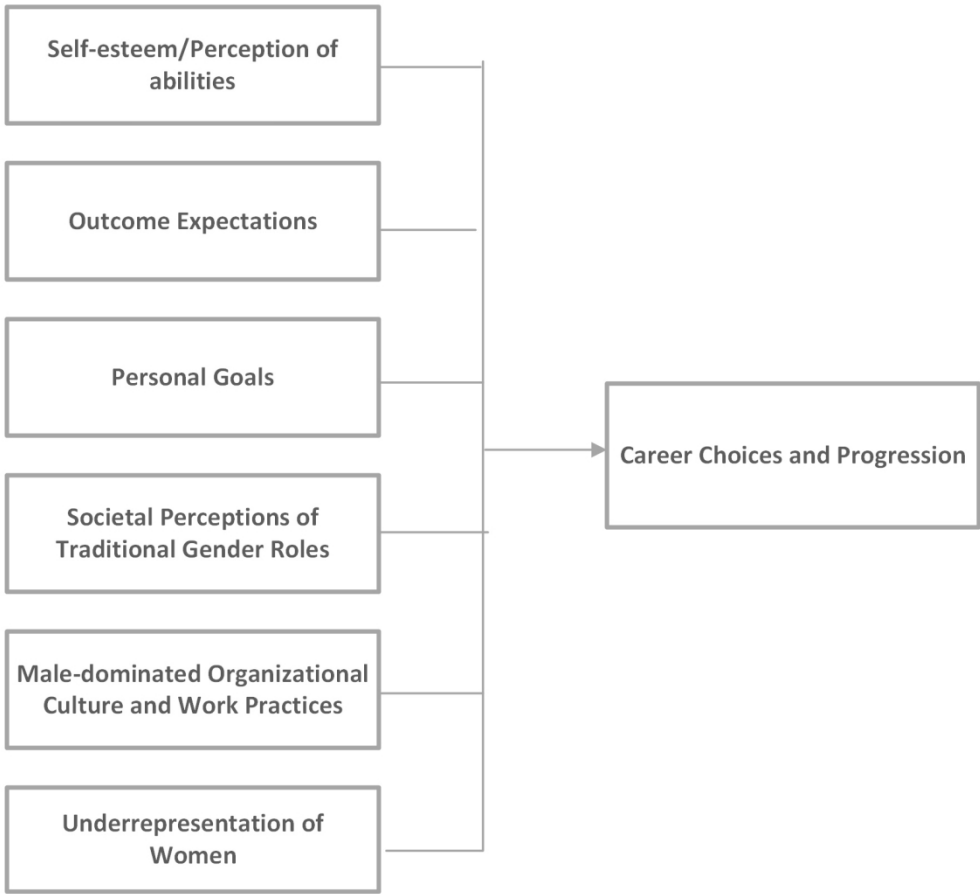 Self-esteem/Perception of
abilities
Outcome Expectations
Personal Goals
Career Choices and Progression
Societal Perceptions of
Traditional Gender Roles
Male-dominated Organizational
Culture and Work Practices
Underrepresentation of
Women